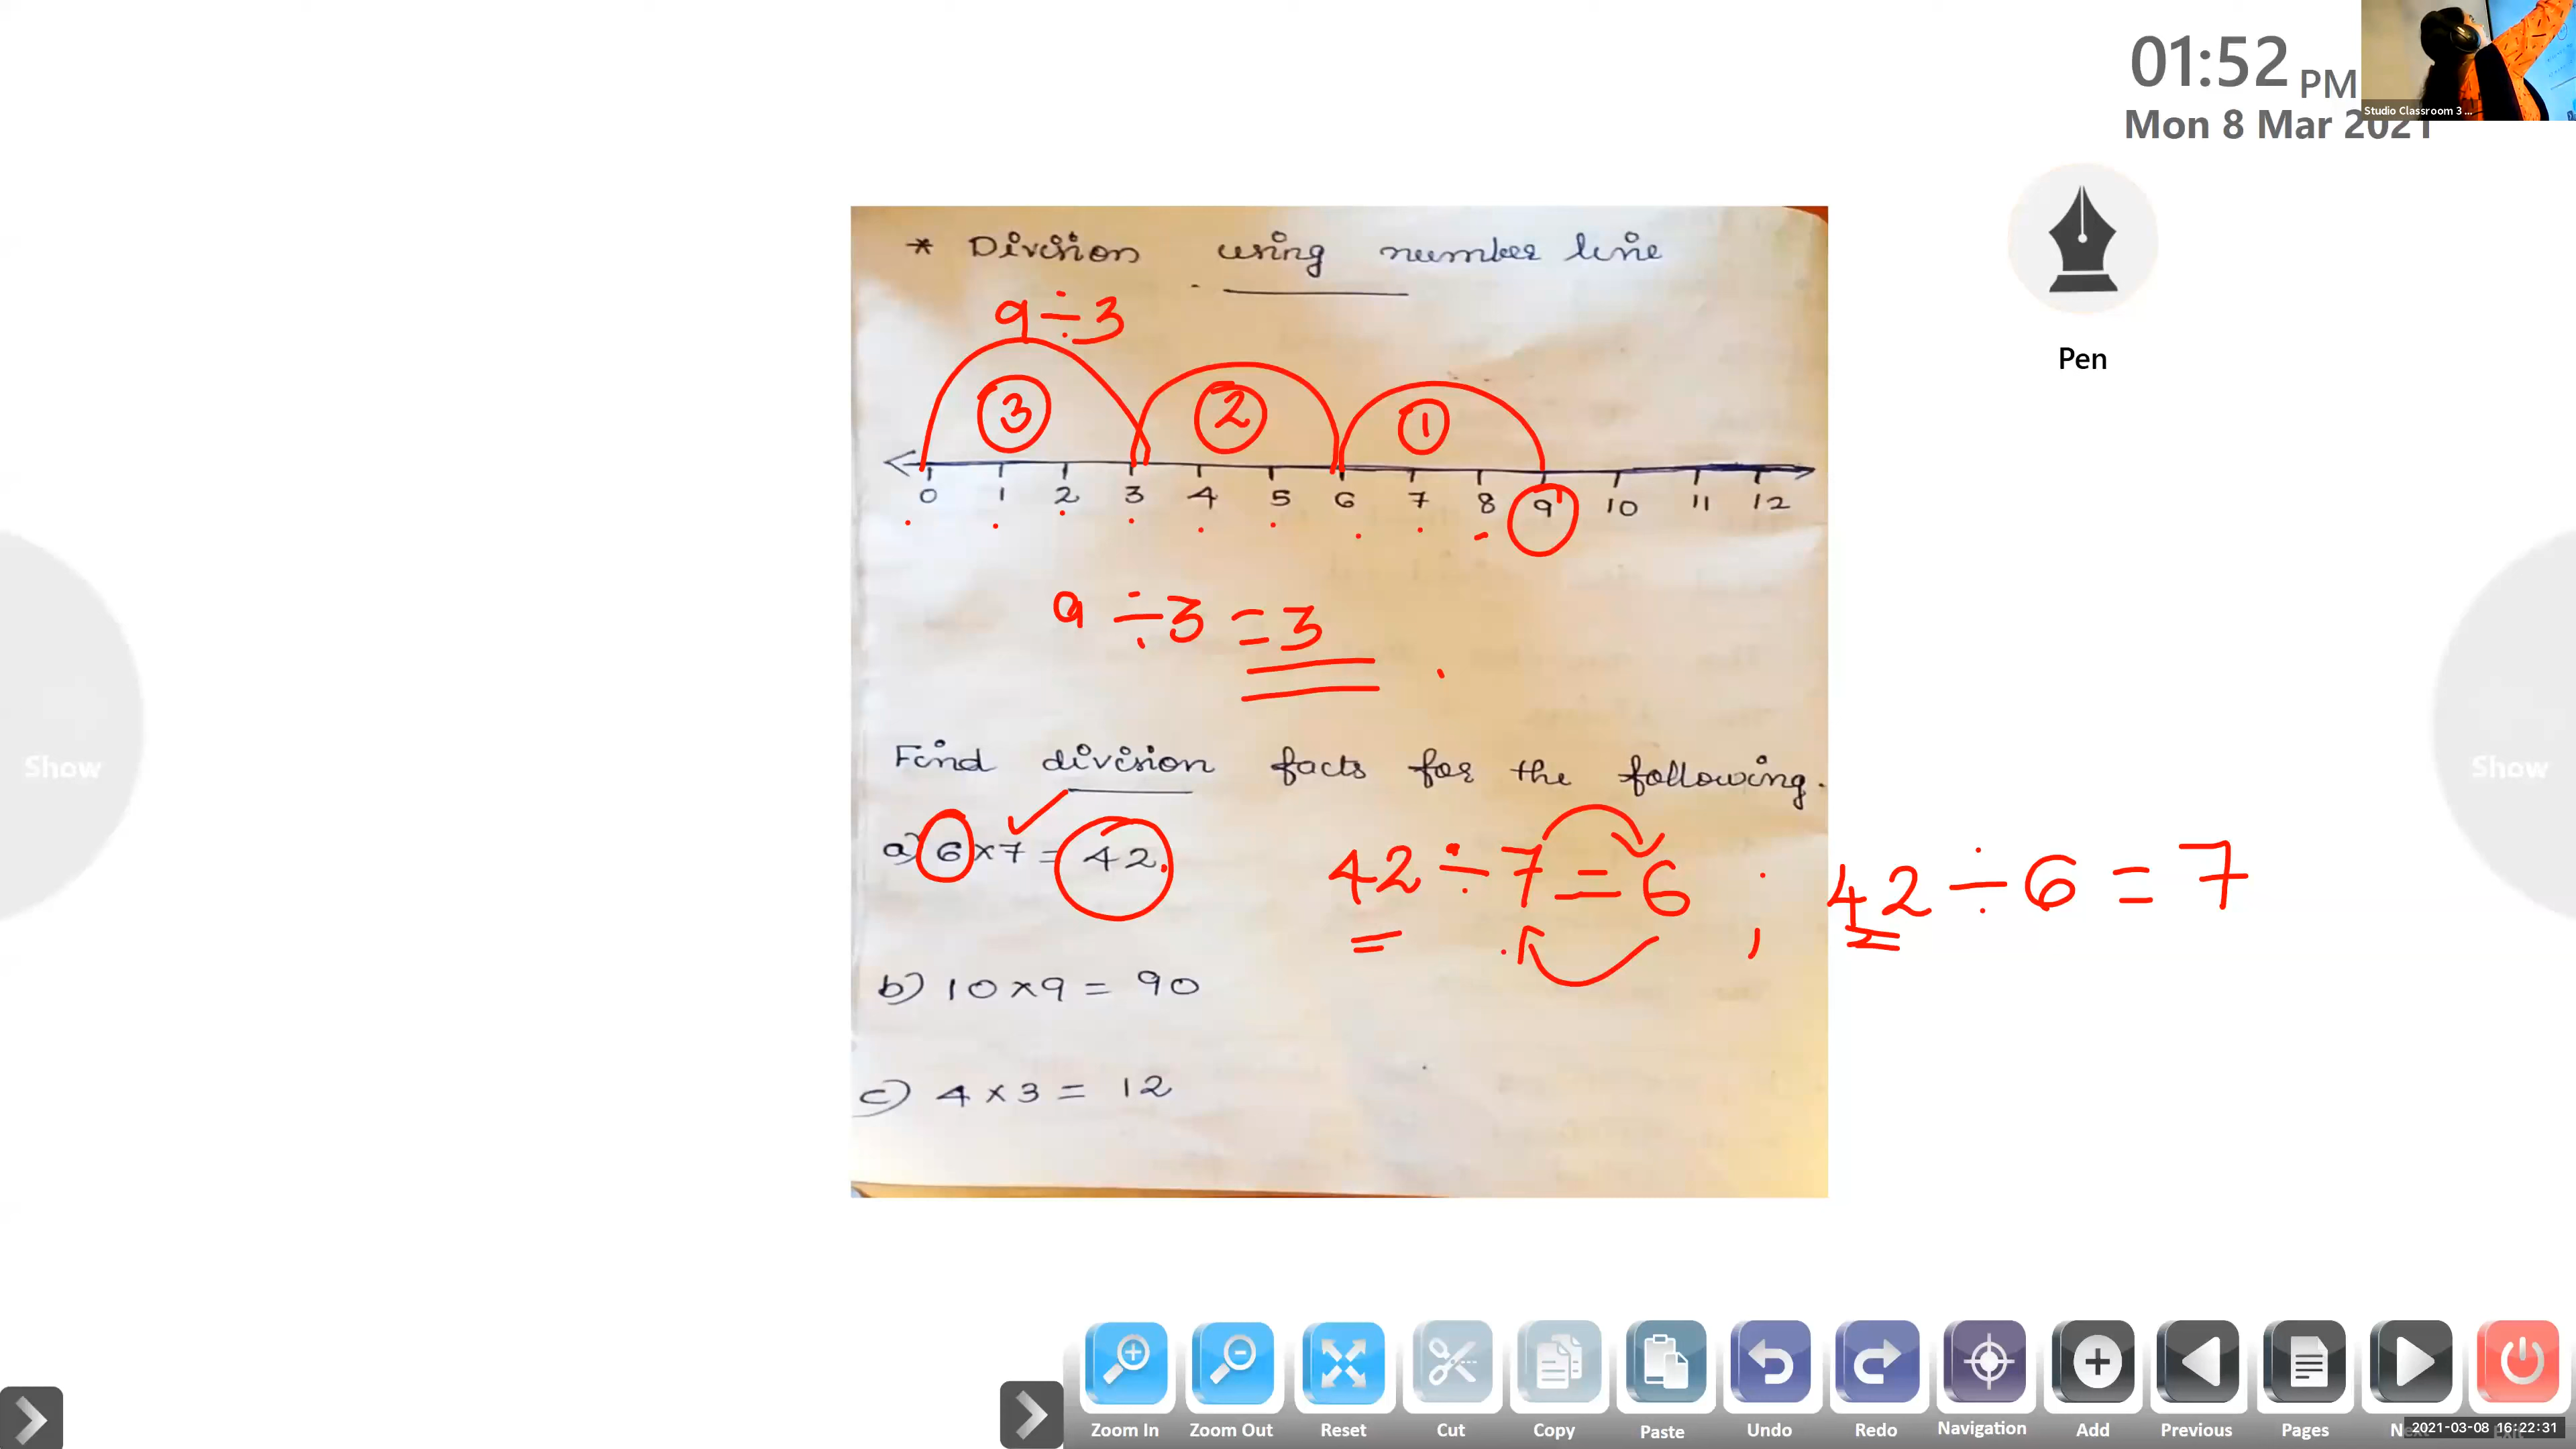 01:52 PM
Studio Classroom 3 ...
Mon 8 Mar 2021
Pen
* Division using number line
9 ÷ 3
3 2 1
0 1 2 3 4 5 6 7 8 9 10 11 12
9 ÷ 3 = 3
Show
Show
Find division facts for the following.
a) 6 × 7 = 42. 42 ÷ 7 = 6 ; 42 ÷ 6 = 7
b) 10 × 9 = 90
c) 4 × 3 = 12
Zoom In Zoom Out Reset Cut Copy Paste Undo Redo Navigation Add Previous Pages
2021-03-08 16:22:31